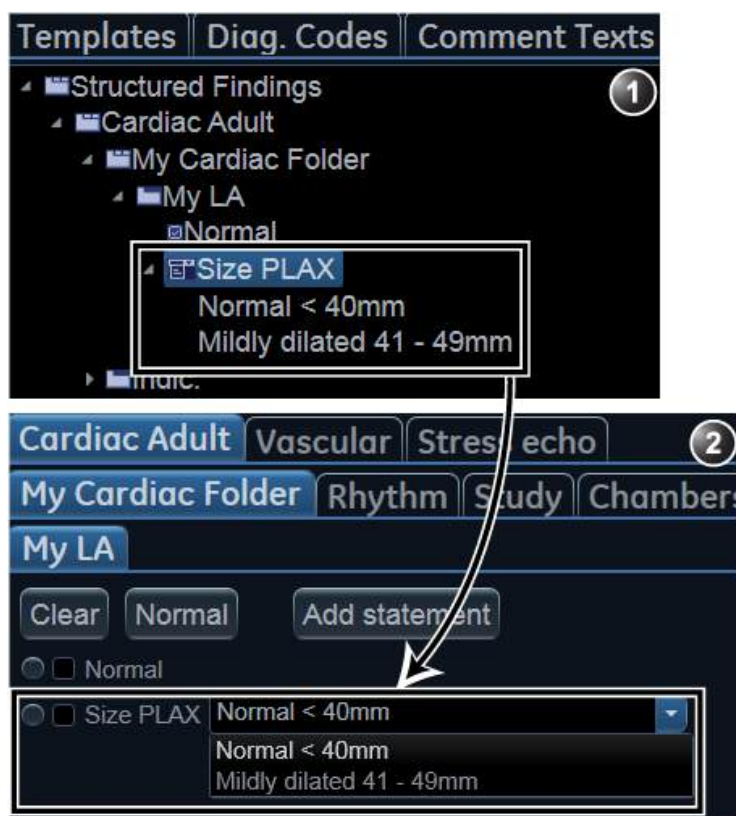 Templates Diag. Codes Comment Texts
Structured Findings
1
Cardiac Adult
My Cardiac Folder
My LA
Normal
Size PLAX
Normal < 40mm
Mildly dilated 41 - 49mm
Indic.
Cardiac Adult Vascular Stress echo
2
My Cardiac Folder Rhythm Study Chambers
My LA
Clear Normal Add statement
Normal
Size PLAX Normal < 40mm
Normal < 40mm
Mildly dilated 41 - 49mm